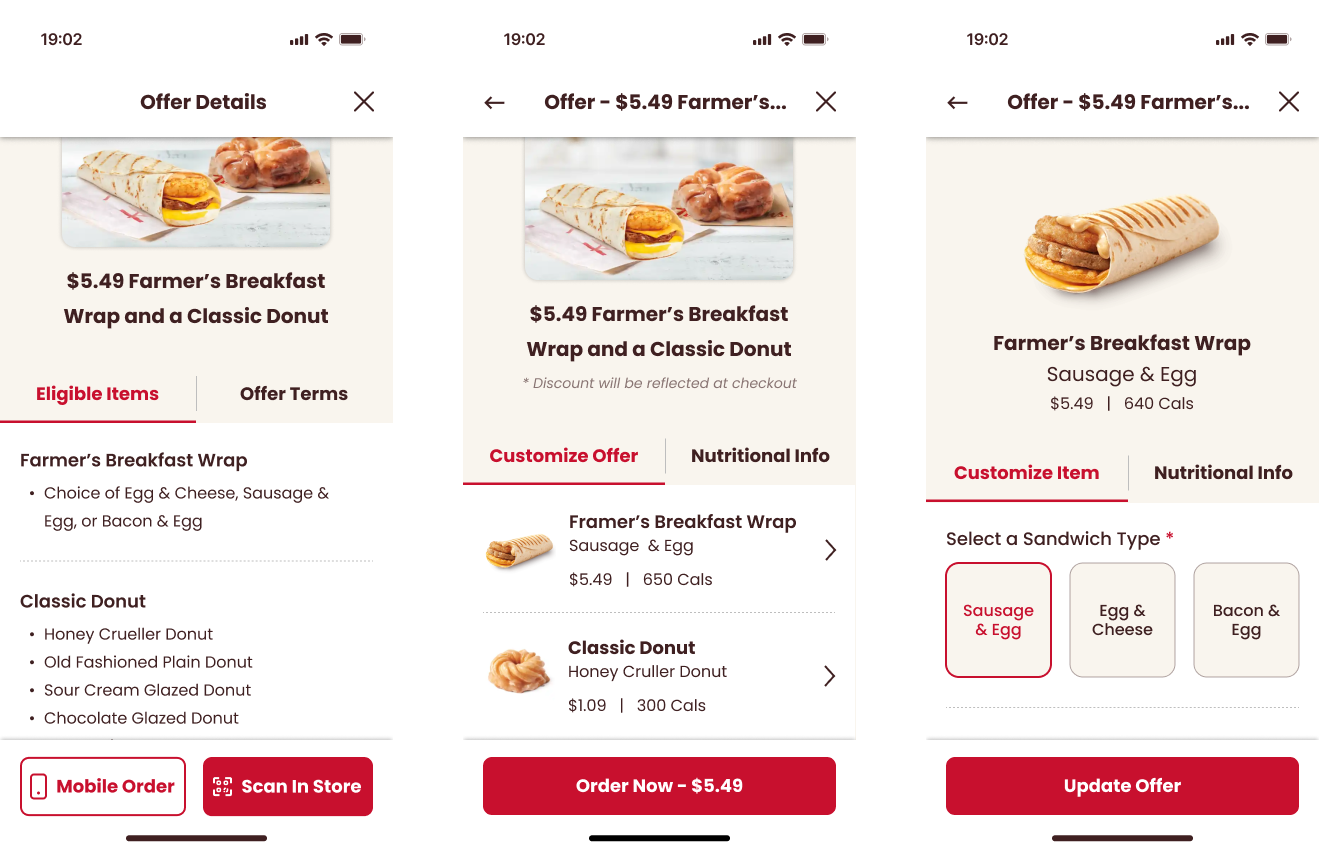 19:02
Offer Details
$5.49 Farmer’s Breakfast
Wrap and a Classic Donut
Eligible Items
Offer Terms
Farmer’s Breakfast Wrap
• Choice of Egg & Cheese, Sausage &
Egg, or Bacon & Egg
Classic Donut
• Honey Crueller Donut
• Old Fashioned Plain Donut
• Sour Cream Glazed Donut
• Chocolate Glazed Donut
Mobile Order
Scan In Store
19:02
Offer - $5.49 Farmer’s...
$5.49 Farmer’s Breakfast
Wrap and a Classic Donut
* Discount will be reflected at checkout
Customize Offer
Nutritional Info
Framer’s Breakfast Wrap
Sausage & Egg
$5.49 | 650 Cals
Classic Donut
Honey Cruller Donut
$1.09 | 300 Cals
Order Now - $5.49
19:02
Offer - $5.49 Farmer’s...
Farmer’s Breakfast Wrap
Sausage & Egg
$5.49 | 640 Cals
Customize Item
Nutritional Info
Select a Sandwich Type *
Sausage
& Egg
Egg &
Cheese
Bacon &
Egg
Update Offer